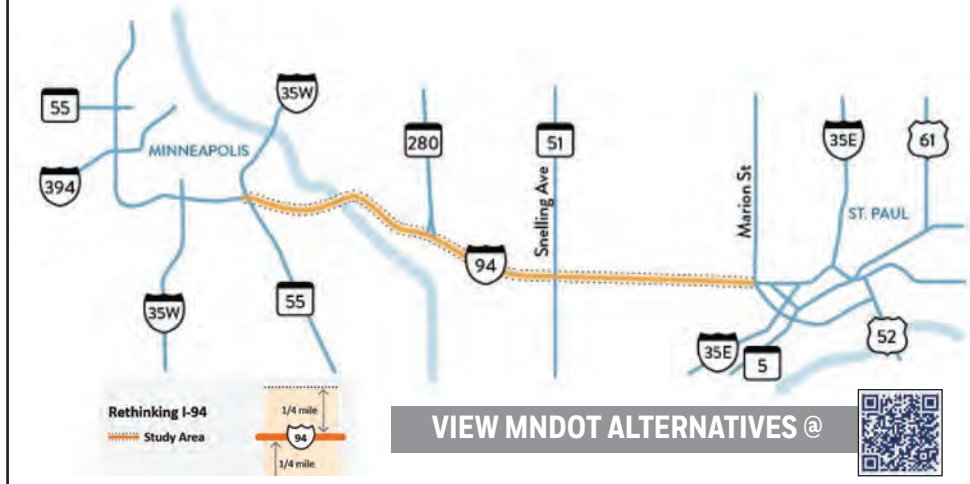 55
35W
MINNEAPOLIS
394
280
51
35E
61
Snelling Ave
Marion St
ST. PAUL
94
35W
55
35E
5
52
Rethinking I-94
Study Area
1/4 mile
94
1/4 mile
VIEW MNDOT ALTERNATIVES @